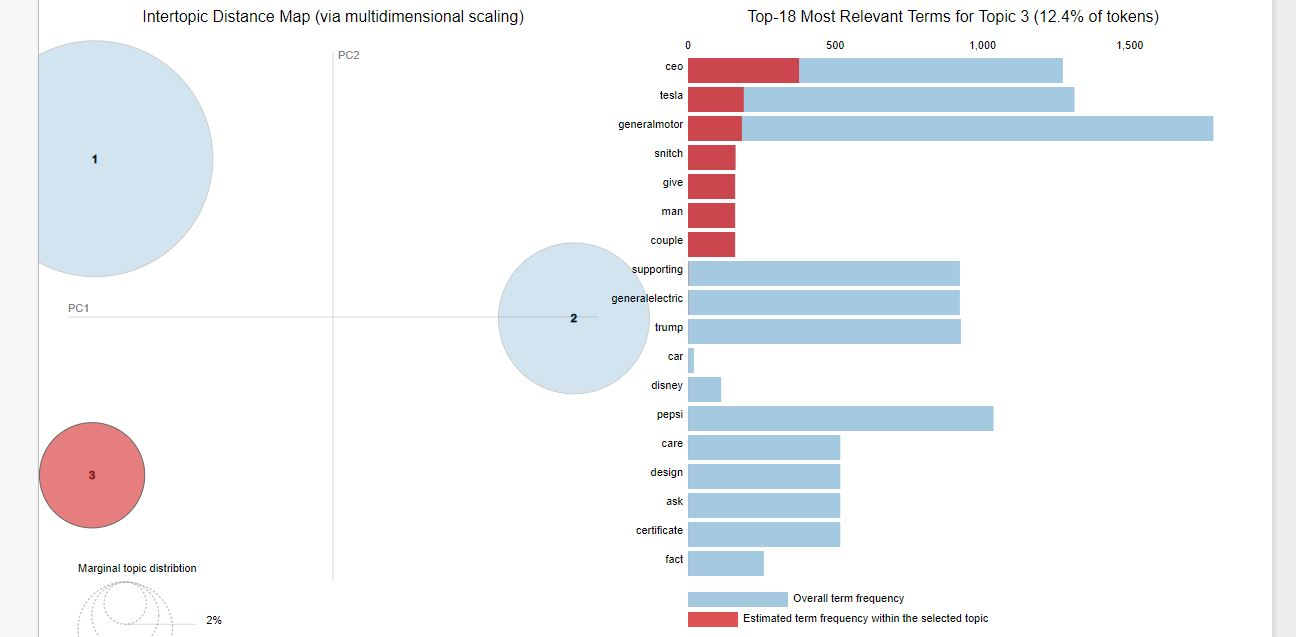 Intertopic Distance Map (via multidimensional scaling)
PC2
PC1
1
2
3
Marginal topic distribtion
2%
Top-18 Most Relevant Terms for Topic 3 (12.4% of tokens)
0 500 1,000 1,500
ceo
tesla
generalmotor
snitch
give
man
couple
supporting
generalelectric
trump
car
disney
pepsi
care
design
ask
certificate
fact
Overall term frequency
Estimated term frequency within the selected topic